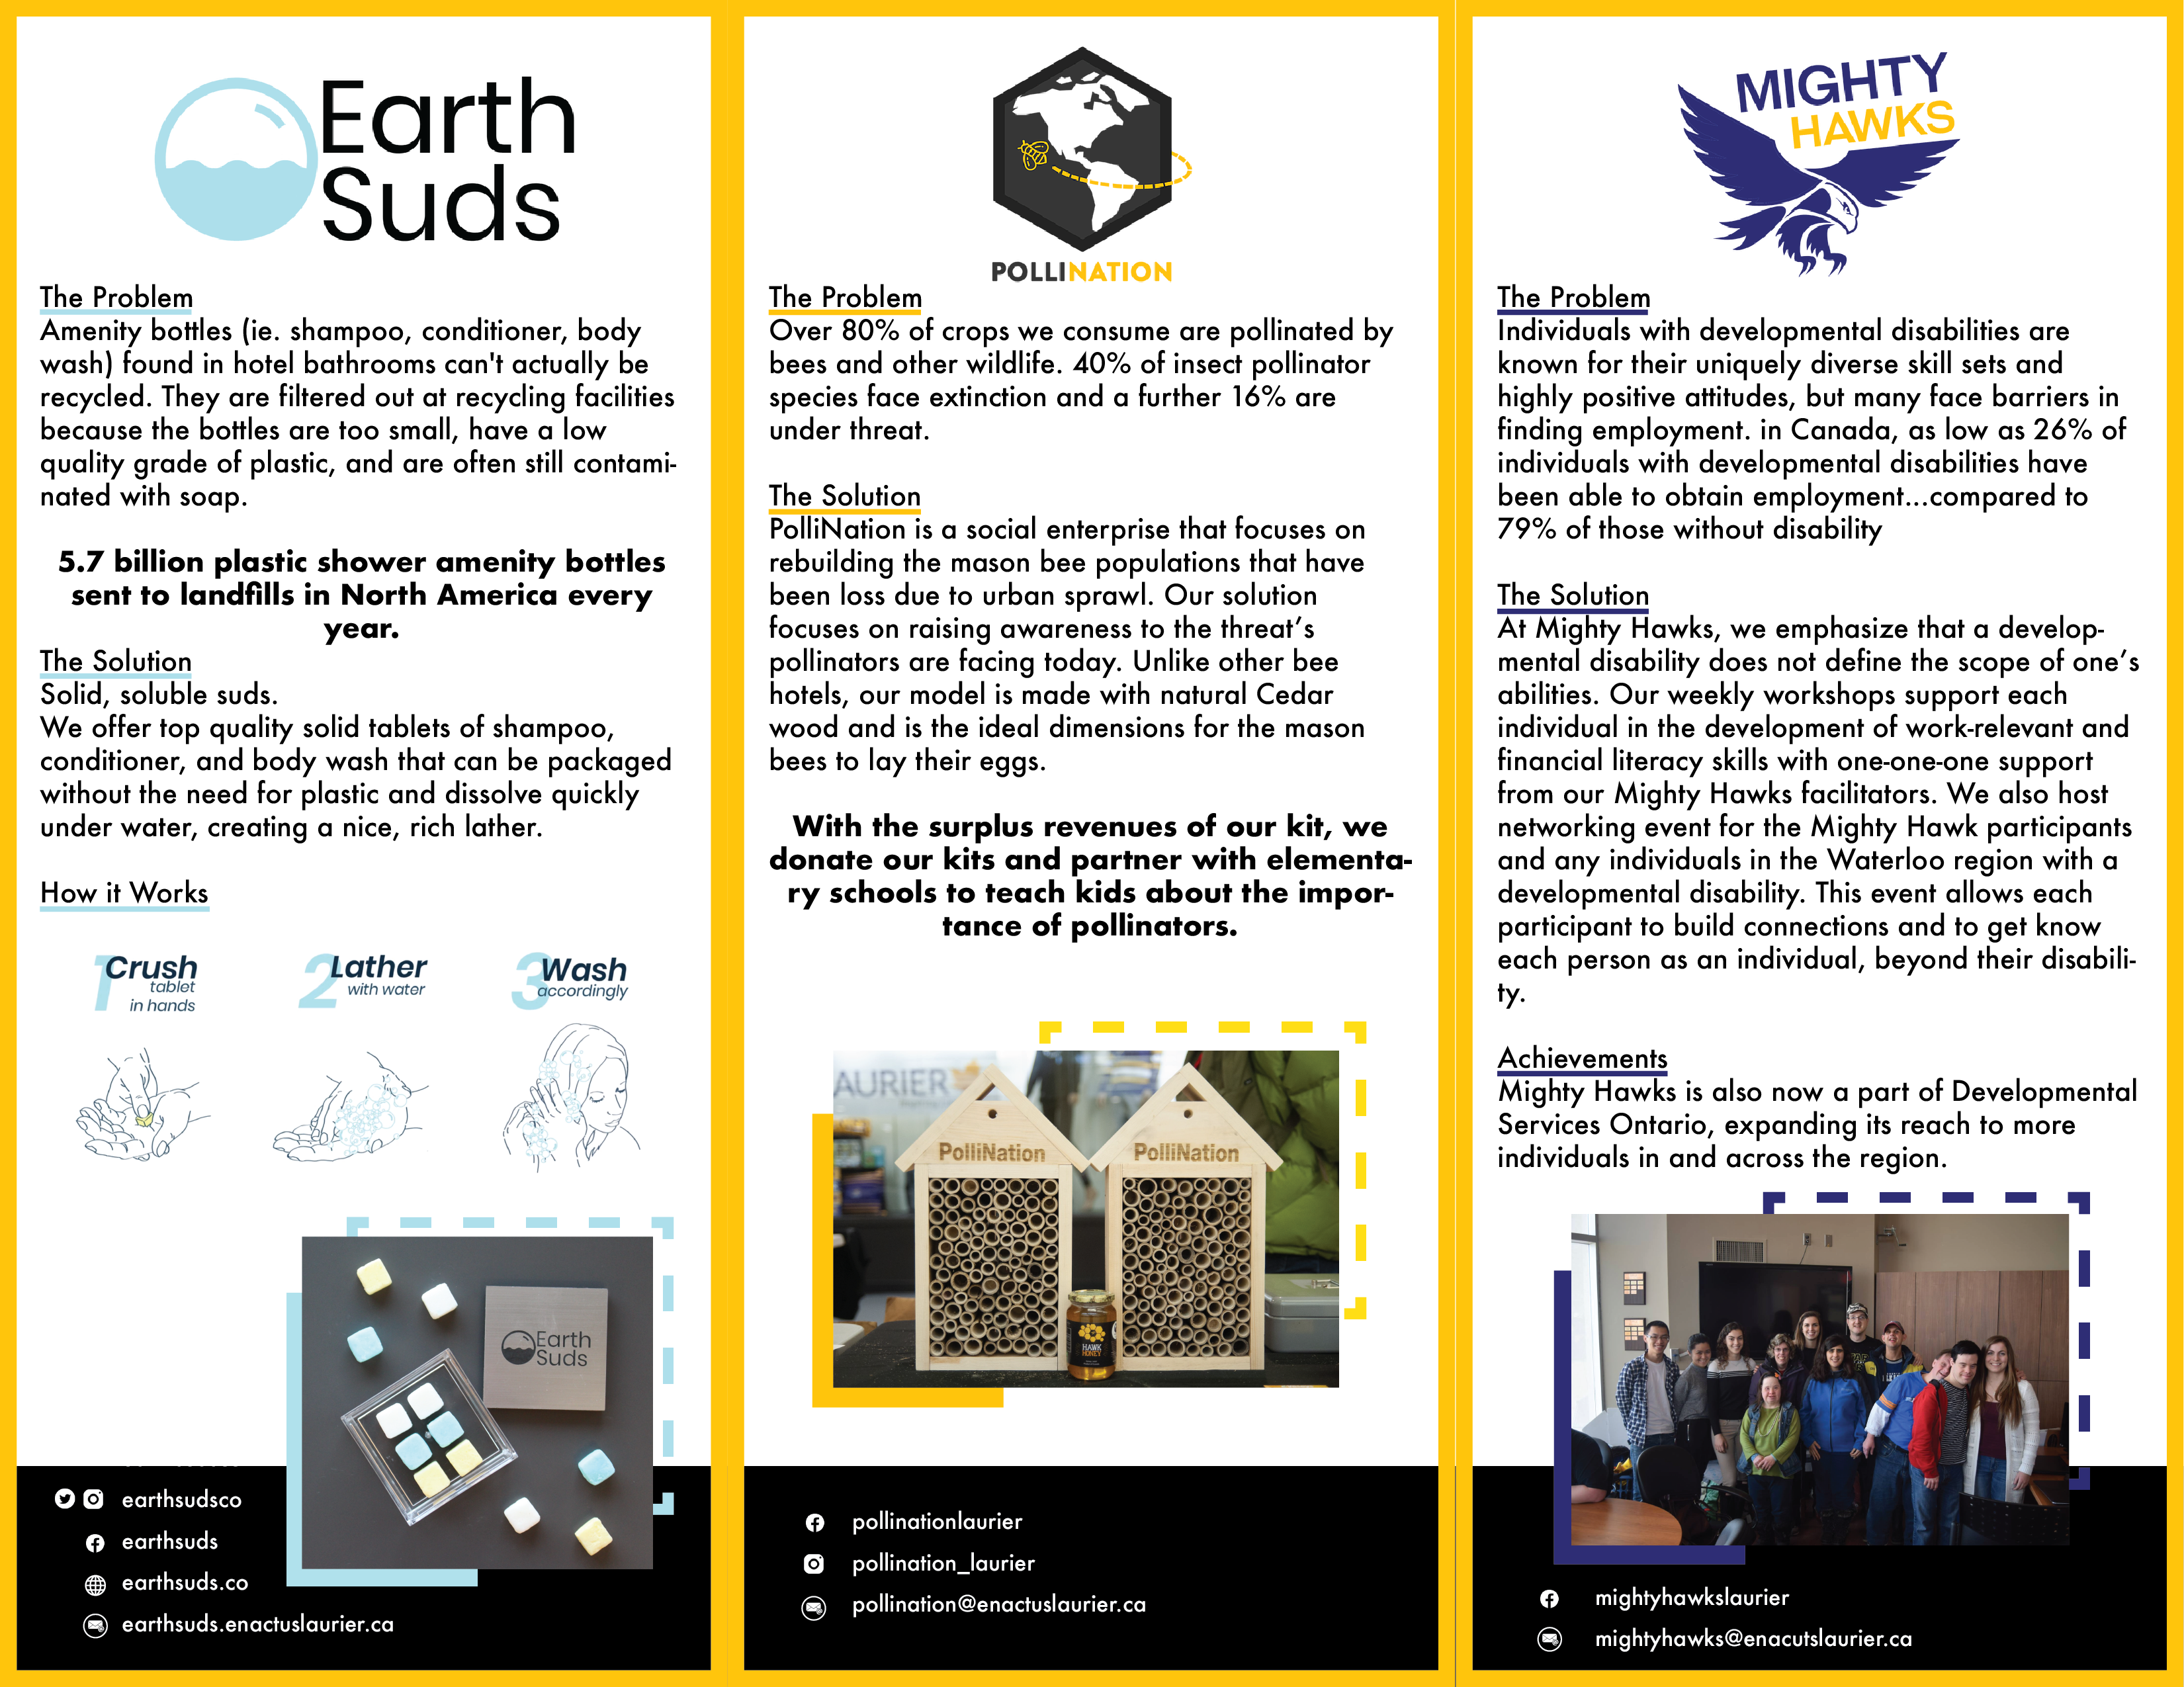 Earth
Suds
The Problem
Amenity bottles (ie. shampoo, conditioner, body
wash) found in hotel bathrooms can't actually be
recycled. They are filtered out at recycling facilities
because the bottles are too small, have a low
quality grade of plastic, and are often still contami-
nated with soap.
5.7 billion plastic shower amenity bottles
sent to landfills in North America every
year.
The Solution
Solid, soluble suds.
We offer top quality solid tablets of shampoo,
conditioner, and body wash that can be packaged
without the need for plastic and dissolve quickly
under water, creating a nice, rich lather.
How it Works
1 Crush
tablet
in hands
2 Lather
with water
3 Wash
accordingly
Earth
Suds
earthsudsco
earthsuds
earthsuds.co
earthsuds.enactuslaurier.ca
POLLINATION
The Problem
Over 80% of crops we consume are pollinated by
bees and other wildlife. 40% of insect pollinator
species face extinction and a further 16% are
under threat.
The Solution
PolliNation is a social enterprise that focuses on
rebuilding the mason bee populations that have
been loss due to urban sprawl. Our solution
focuses on raising awareness to the threat's
pollinators are facing today. Unlike other bee
hotels, our model is made with natural Cedar
wood and is the ideal dimensions for the mason
bees to lay their eggs.
With the surplus revenues of our kit, we
donate our kits and partner with elementa-
ry schools to teach kids about the impor-
tance of pollinators.
AURIER
PolliNation
PolliNation
HAWK
HONEY
pollinationlaurier
pollination_laurier
pollination@enactuslaurier.ca
MIGHTY
HAWKS
The Problem
Individuals with developmental disabilities are
known for their uniquely diverse skill sets and
highly positive attitudes, but many face barriers in
finding employment. in Canada, as low as 26% of
individuals with developmental disabilities have
been able to obtain employment...compared to
79% of those without disability
The Solution
At Mighty Hawks, we emphasize that a develop-
mental disability does not define the scope of one's
abilities. Our weekly workshops support each
individual in the development of work-relevant and
financial literacy skills with one-one-one support
from our Mighty Hawks facilitators. We also host
networking event for the Mighty Hawk participants
and any individuals in the Waterloo region with a
developmental disability. This event allows each
participant to build connections and to get know
each person as an individual, beyond their disabili-
ty.
Achievements
Mighty Hawks is also now a part of Developmental
Services Ontario, expanding its reach to more
individuals in and across the region.
mightyhawkslaurier
mightyhawks@enacutslaurier.ca